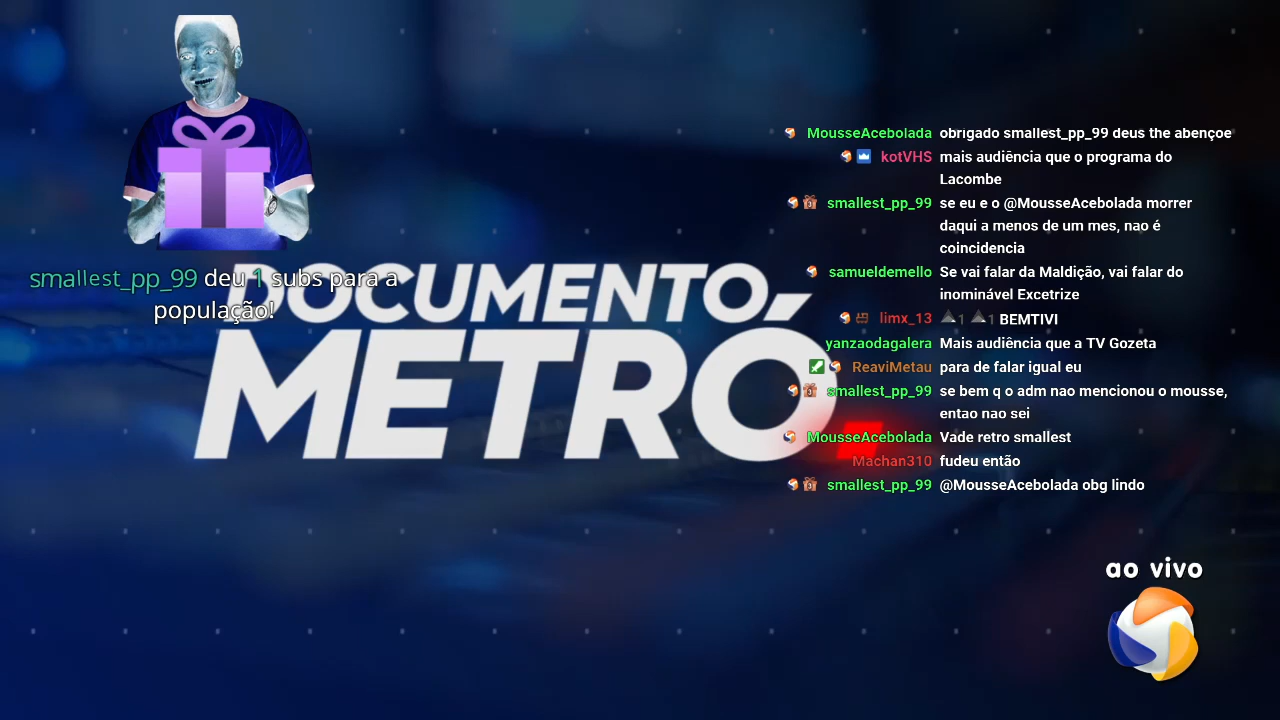 smallest_pp_99 deu 1 subs para a
população!
DOCUMENTO
METRÓ
MousseAcebolada obrigado smallest_pp_99 deus the abençoe
kotVHS mais audiência que o programa do
Lacombe
smallest_pp_99 se eu e o @MousseAcebolada morrer
daqui a menos de um mes, nao é
coincidencia
samueldemello Se vai falar da Maldição, vai falar do
inominável Excetrize
limx_13 1 1 BEMTIVI
yanzaodagalera Mais audiência que a TV Gozeta
ReaviMetau para de falar igual eu
smallest_pp_99 se bem q o adm nao mencionou o mousse,
entao nao sei
MousseAcebolada Vade retro smallest
Machan310 fudeu então
smallest_pp_99 @MousseAcebolada obg lindo
ao vivo